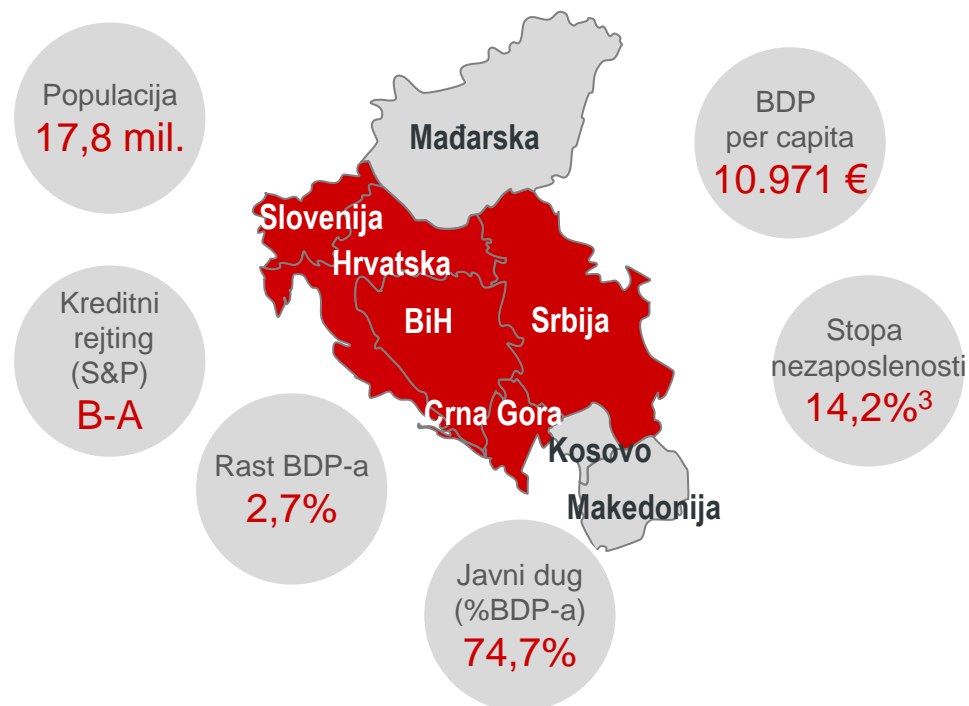 Populacija
17,8 mil.
BDP
per capita
10.971 €
Mađarska
Slovenija
Hrvatska
BiH
Srbija
Crna Gora
Kosovo
Makedonija
Kreditni
rejting
(S&P)
B-A
Stopa
nezaposlenosti
14,2%³
Rast BDP-a
2,7%
Javni dug
(%BDP-a)
74,7%